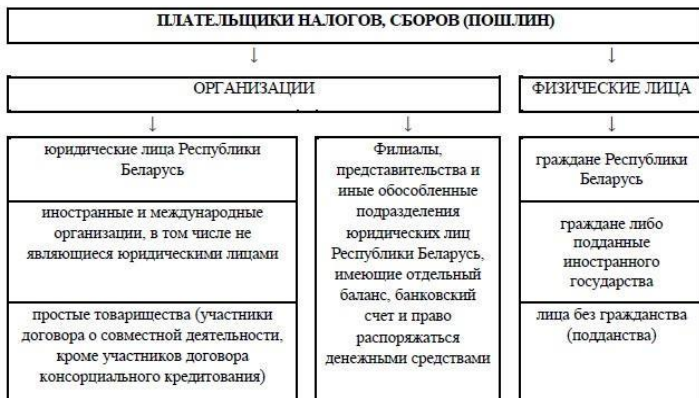 ПЛАТЕЛЬЩИКИ НАЛОГОВ, СБОРОВ (ПОШЛИН)
↓
↓
ОРГАНИЗАЦИИ
ФИЗИЧЕСКИЕ ЛИЦА
↓
↓
↓
юридические лица Республики
Беларусь
иностранные и международные
организации, в том числе не
являющиеся юридическими лицами
простые товарищества (участники
договора о совместной деятельности,
кроме участников договора
консорциального кредитования)
Филиалы,
представительства и
иные обособленные
подразделения
юридических лиц
Республики Беларусь,
имеющие отдельный
баланс, банковский
счет и право
распоряжаться
денежными средствами
граждане Республики
Беларусь
граждане либо
подданные
иностранного
государства
лица без гражданства
(подданства)